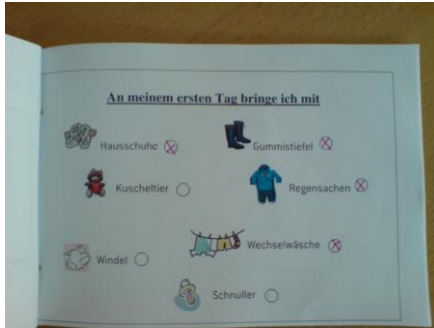 An meinem ersten Tag bringe ich mit
Hausschuhe
Gummistiefel
Kuscheltier
Regensachen
Wechselwäsche
Windel
Schnuller